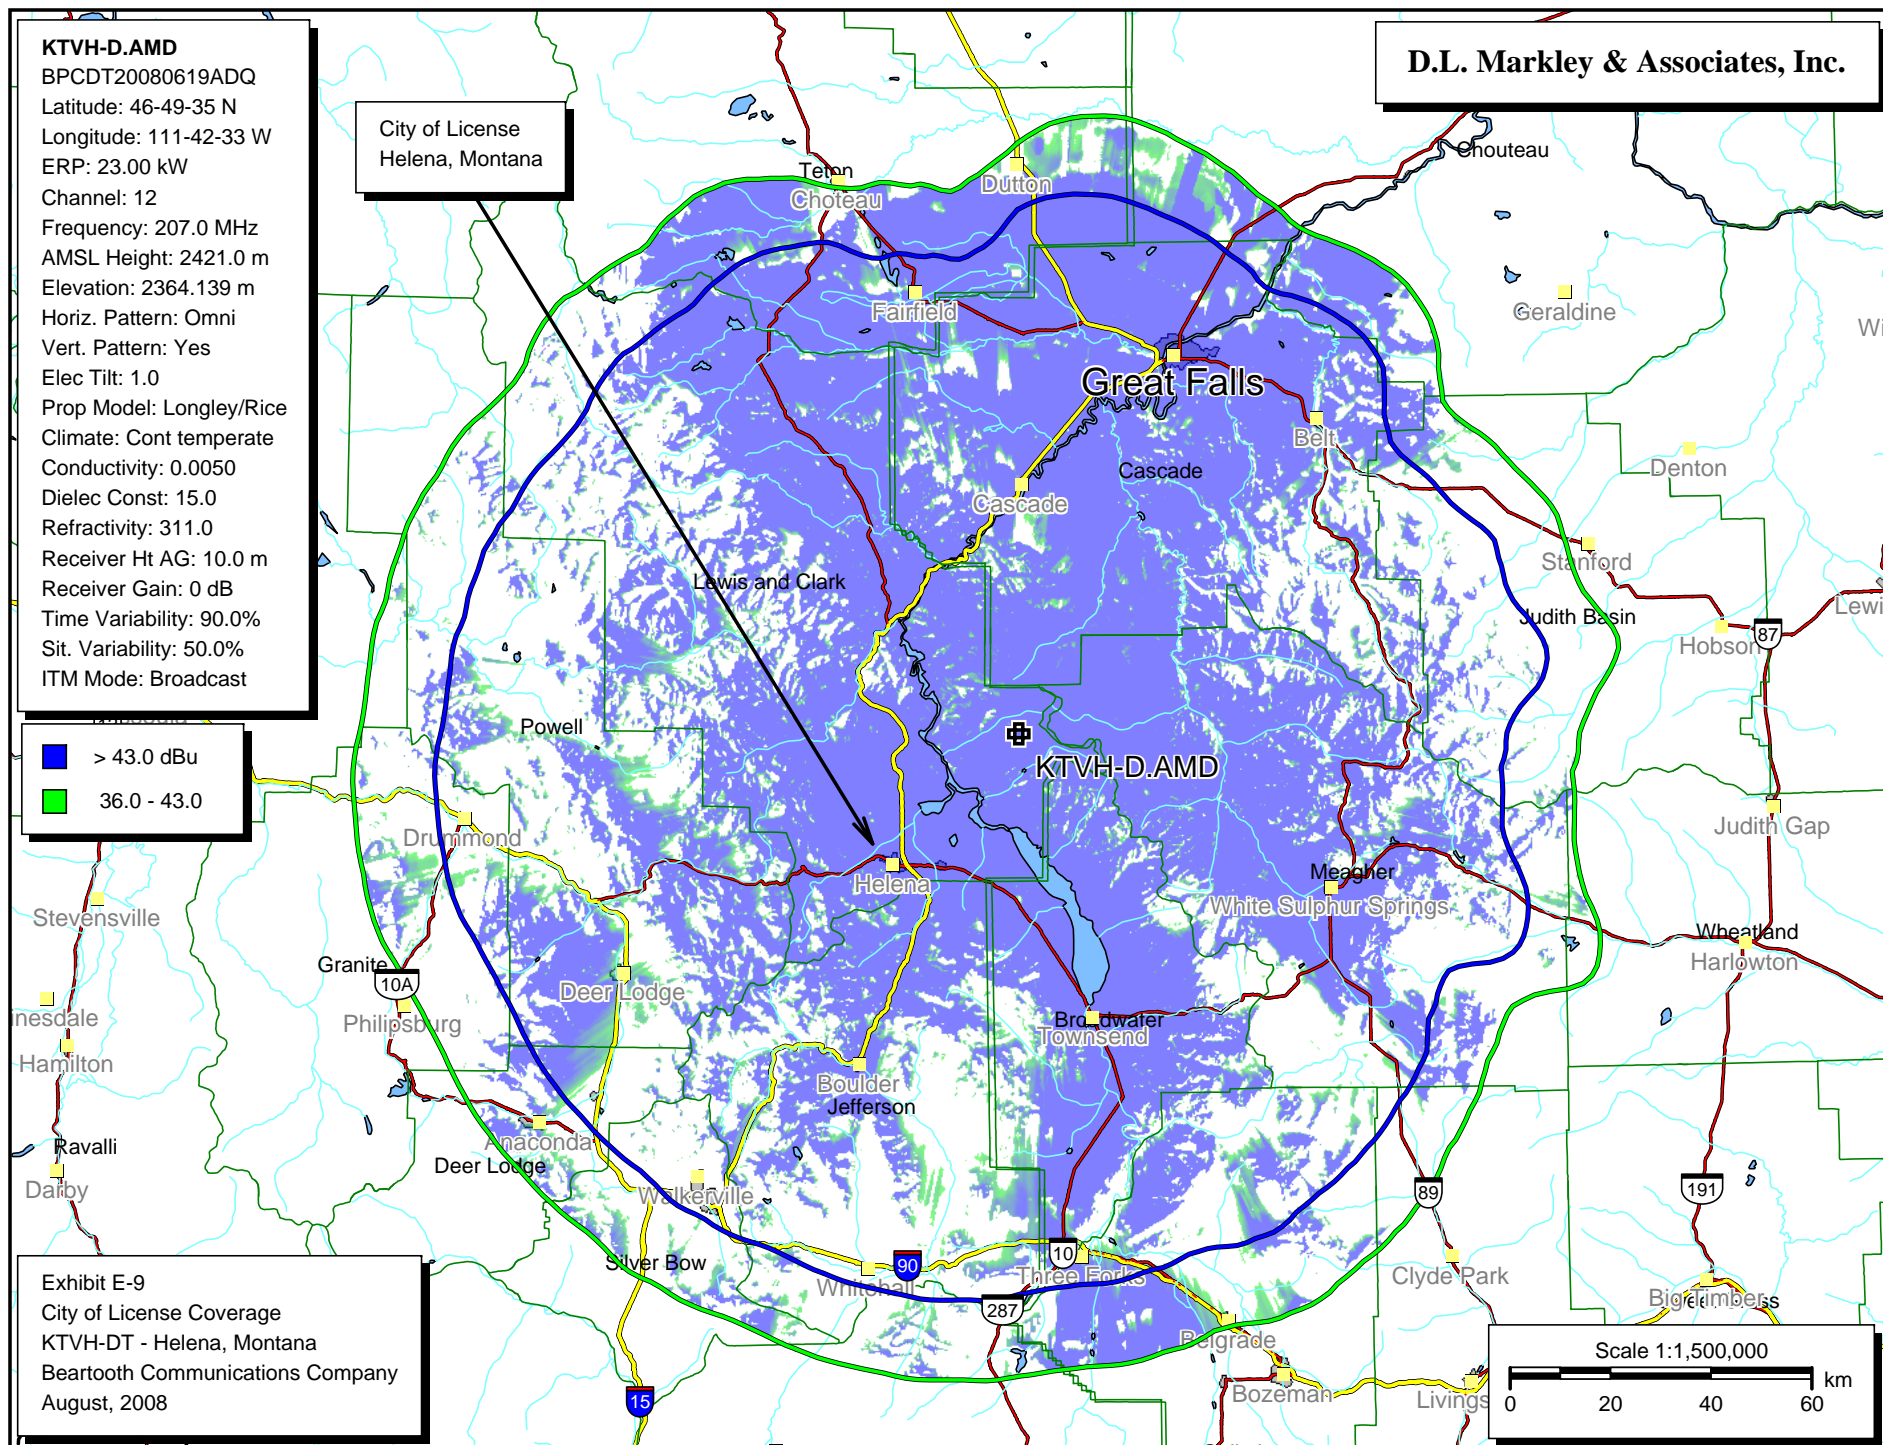 KTVH-D.AMD
BPCDT20080619ADQ
Latitude: 46-49-35 N
Longitude: 111-42-33 W
ERP: 23.00 kW
Channel: 12
Frequency: 207.0 MHz
AMSL Height: 2421.0 m
Elevation: 2364.139 m
Horiz. Pattern: Omni
Vert. Pattern: Yes
Elec Tilt: 1.0
Prop Model: Longley/Rice
Climate: Cont temperate
Conductivity: 0.0050
Dielec Const: 15.0
Refractivity: 311.0
Receiver Ht AG: 10.0 m
Receiver Gain: 0 dB
Time Variability: 90.0%
Sit. Variability: 50.0%
ITM Mode: Broadcast
> 43.0 dBu
36.0 - 43.0
City of License
Helena, Montana
D.L. Markley & Associates, Inc.
Chouteau
Teton
Choteau
Dutton
Fairfield
Geraldine
Wi
Great Falls
Belt
Denton
Cascade
Cascade
Stanford
Lewis and Clark
Lewi
Judith Basin
Hobson
87
Powell
KTVH-D.AMD
Drummond
Judith Gap
Helena
Meagher
White Sulphur Springs
Stevensville
Wheatland
Harlowton
Granite
10A
Deer Lodge
Philipsburg
inesdale
Broadwater
Townsend
Hamilton
Boulder
Jefferson
Anaconda
Deer Lodge
Ravalli
Darby
Walkerville
89
191
Silver Bow
90
10
Three Forks
Whitehall
Clyde Park
287
Big Timber
Belgrade
Bozeman
Livings
15
Exhibit E-9
City of License Coverage
KTVH-DT - Helena, Montana
Beartooth Communications Company
August, 2008
Scale 1:1,500,000
km
0 20 40 60